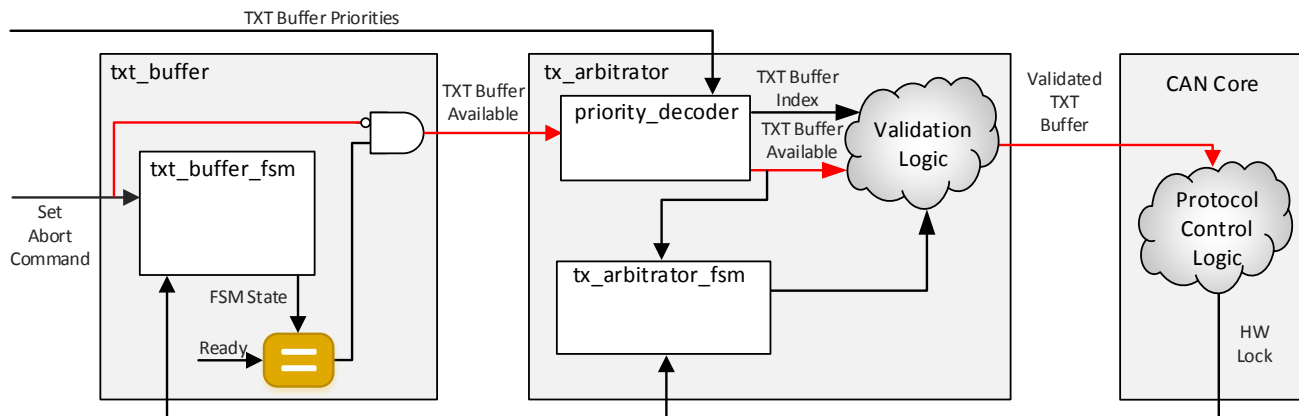 TXT Buffer Priorities
txt_buffer
TXT Buffer
Available
txt_buffer_fsm
Set
Abort
Command
FSM State
Ready
tx_arbitrator
priority_decoder
TXT Buffer
Index
TXT Buffer
Available
Validation
Logic
tx_arbitrator_fsm
Validated
TXT
Buffer
CAN Core
Protocol
Control
Logic
HW
Lock